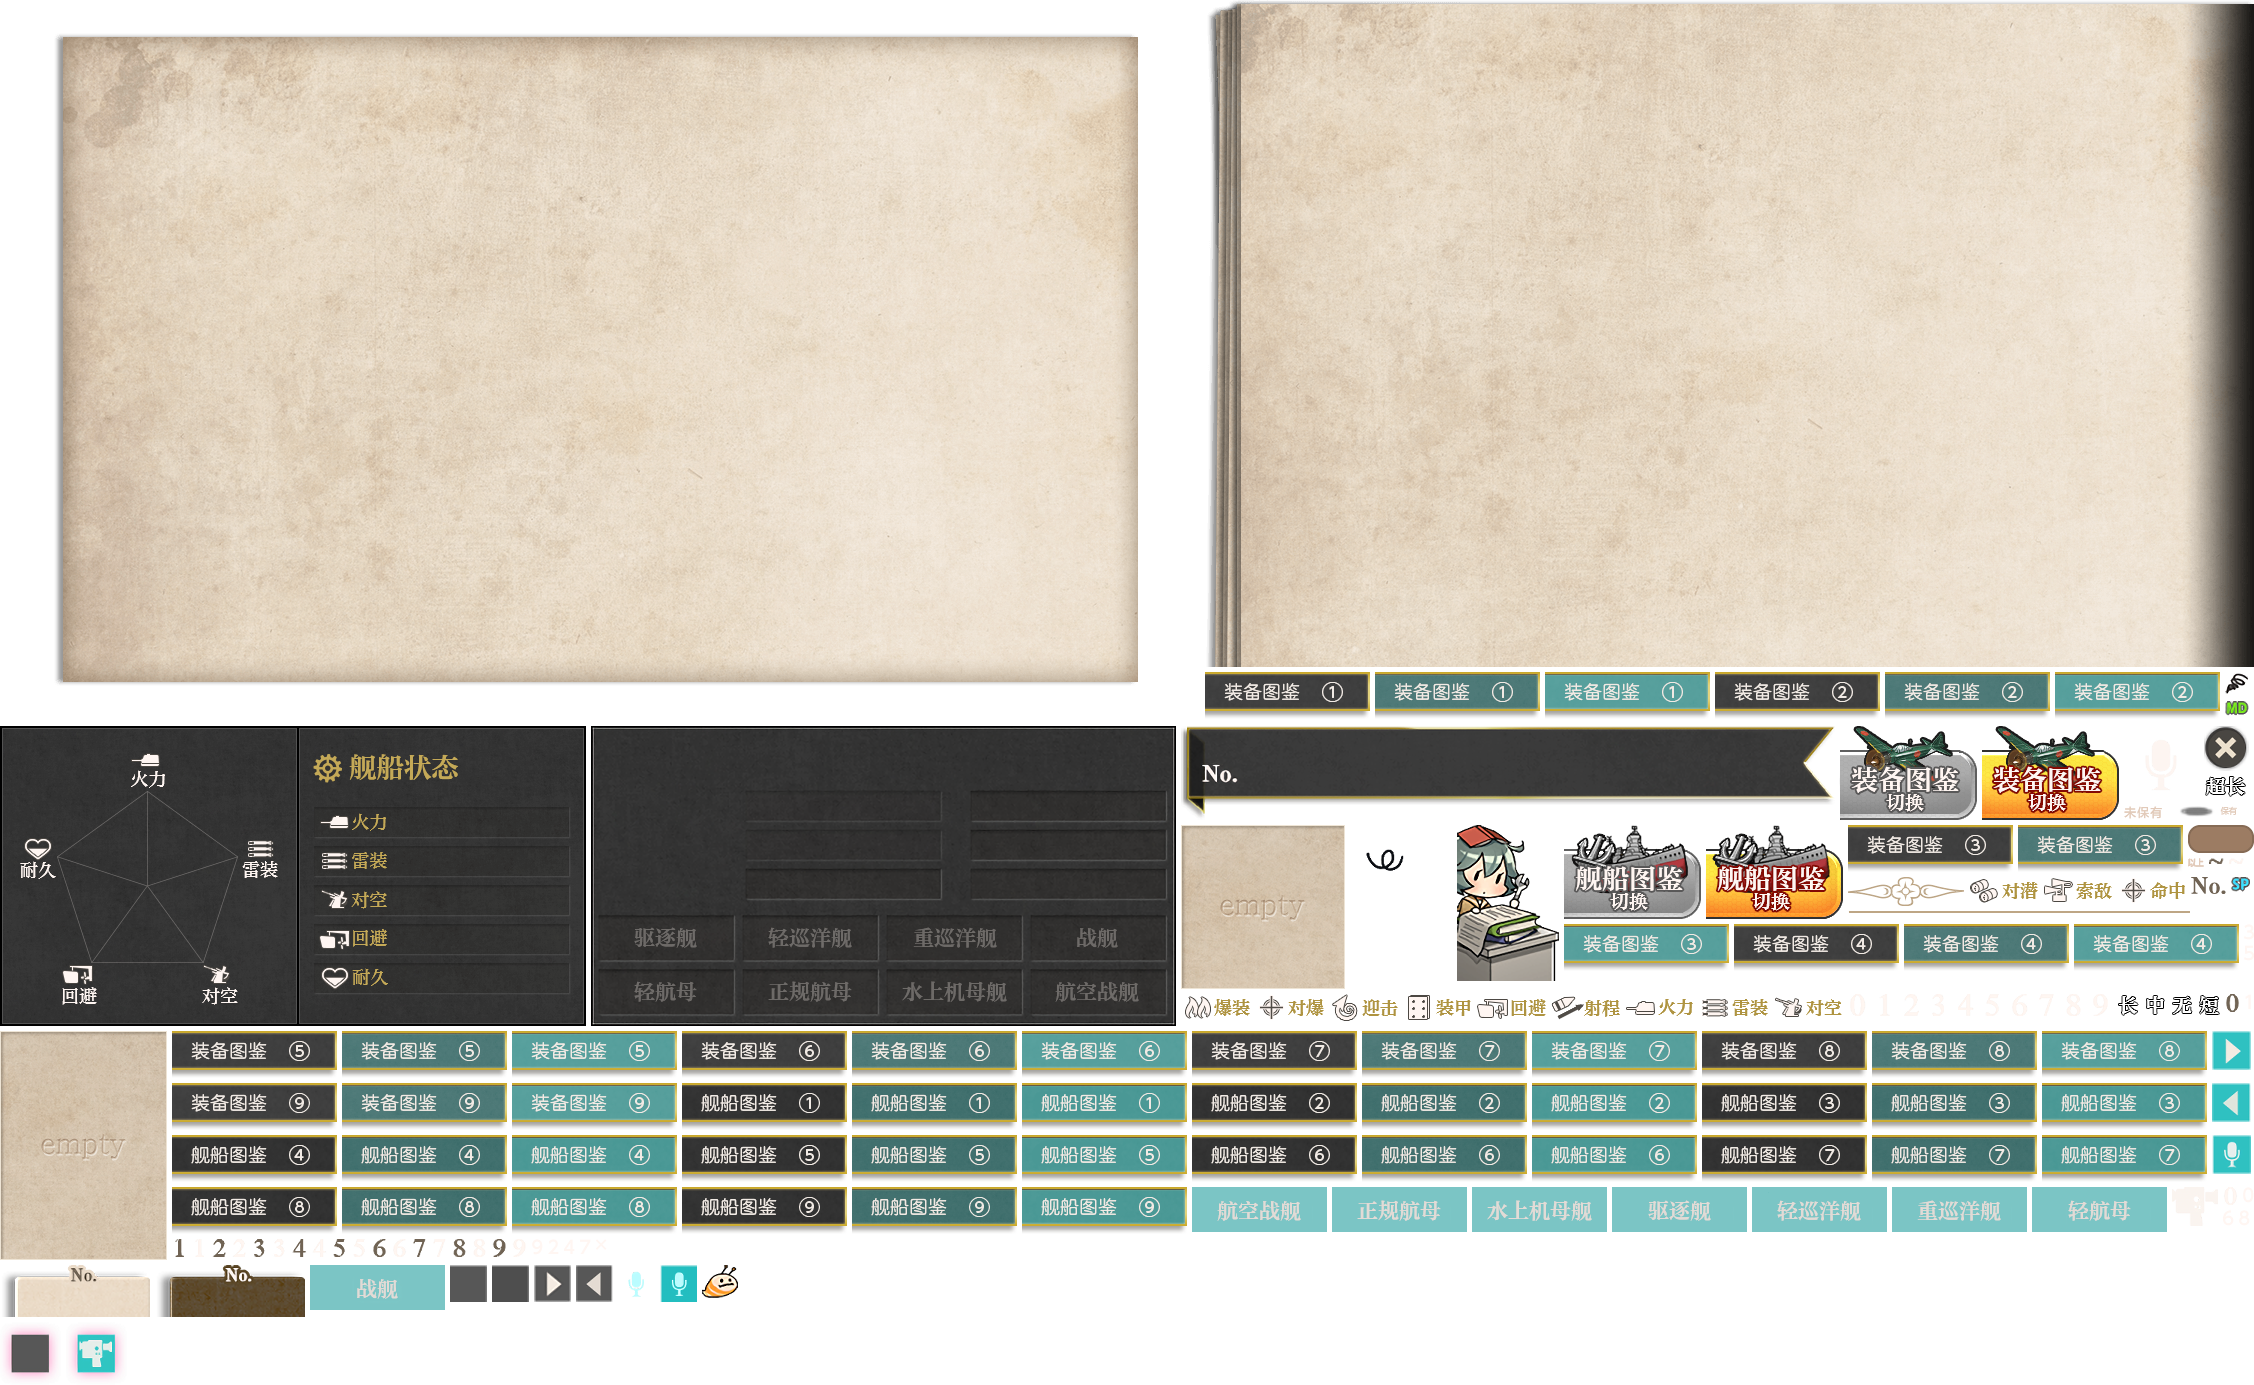 装备图鉴 ① 装备图鉴 ① 装备图鉴 ① 装备图鉴 ② 装备图鉴 ② 装备图鉴 ②
MD
火力
耐久
雷装
回避
对空
舰船状态
火力
雷装
对空
回避
耐久
驱逐舰 轻巡洋舰 重巡洋舰 战舰
轻航母 正规航母 水上机母舰 航空战舰
No.
装备图鉴
切换
装备图鉴
切换
超长
未保有
保有
empty
舰船图鉴
切换
舰船图鉴
切换
装备图鉴 ③ 装备图鉴 ③
以上 ~
对潜 索敌 命中 No. SP
装备图鉴 ③ 装备图鉴 ④ 装备图鉴 ④ 装备图鉴 ④
爆装 对爆 迎击 装甲 回避 射程 火力 雷装 对空 0 1 2 3 4 5 6 7 8 9 长 中 无 短 0
empty
装备图鉴 ⑤ 装备图鉴 ⑤ 装备图鉴 ⑤ 装备图鉴 ⑥ 装备图鉴 ⑥ 装备图鉴 ⑥ 装备图鉴 ⑦ 装备图鉴 ⑦ 装备图鉴 ⑦ 装备图鉴 ⑧ 装备图鉴 ⑧ 装备图鉴 ⑧
装备图鉴 ⑨ 装备图鉴 ⑨ 装备图鉴 ⑨ 舰船图鉴 ① 舰船图鉴 ① 舰船图鉴 ① 舰船图鉴 ② 舰船图鉴 ② 舰船图鉴 ② 舰船图鉴 ③ 舰船图鉴 ③ 舰船图鉴 ③
舰船图鉴 ④ 舰船图鉴 ④ 舰船图鉴 ④ 舰船图鉴 ⑤ 舰船图鉴 ⑤ 舰船图鉴 ⑤ 舰船图鉴 ⑥ 舰船图鉴 ⑥ 舰船图鉴 ⑥ 舰船图鉴 ⑦ 舰船图鉴 ⑦ 舰船图鉴 ⑦
舰船图鉴 ⑧ 舰船图鉴 ⑧ 舰船图鉴 ⑧ 舰船图鉴 ⑨ 舰船图鉴 ⑨ 舰船图鉴 ⑨ 航空战舰 正规航母 水上机母舰 驱逐舰 轻巡洋舰 重巡洋舰 轻航母
1 1 2 2 3 3 4 4 5 5 6 6 7 7 8 8 9 9 9 2 4 7 ×
No. No. 战舰